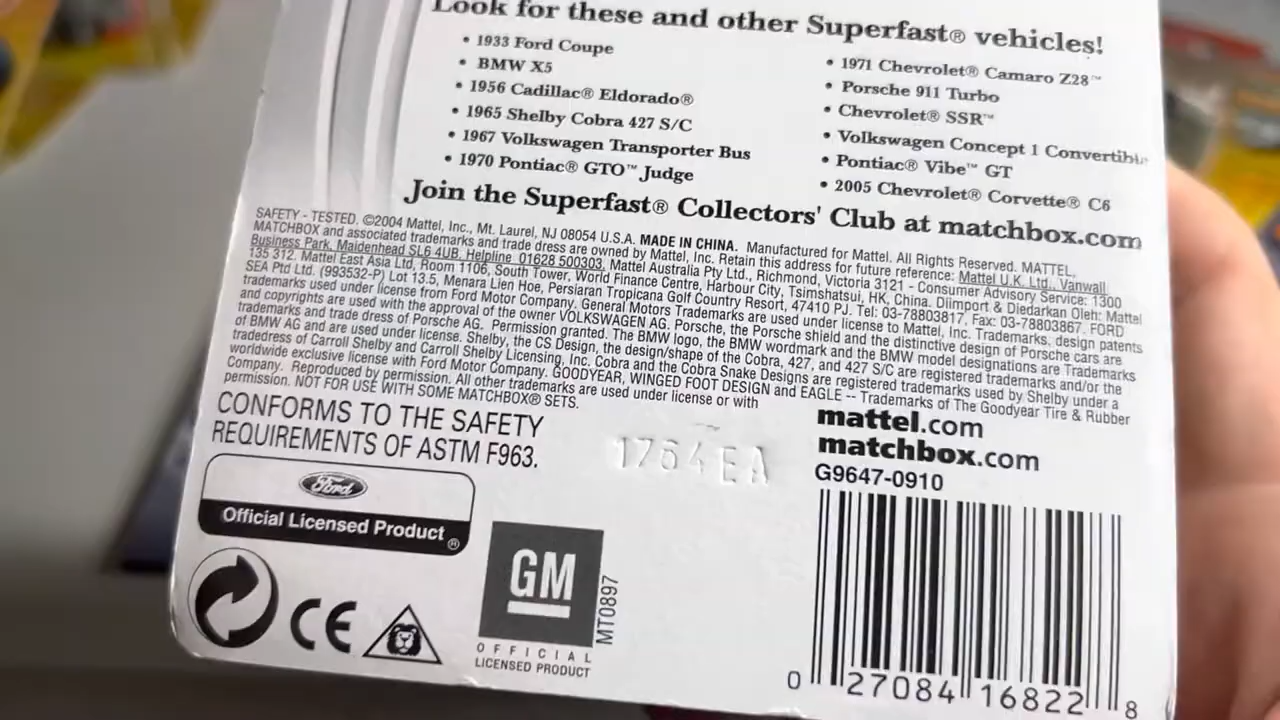 Look for these and other Superfast® vehicles!
• 1933 Ford Coupe
• BMW X5
• 1956 Cadillac® Eldorado®
• 1965 Shelby Cobra 427 S/C
• 1967 Volkswagen Transporter Bus
• 1970 Pontiac® GTO™ Judge
• 1971 Chevrolet® Camaro Z28™
• Porsche 911 Turbo
• Chevrolet® SSR™
• Volkswagen Concept 1 Convertible
• Pontiac® Vibe™ GT
• 2005 Chevrolet® Corvette® C6
Join the Superfast® Collectors' Club at matchbox.com
SAFETY - TESTED. ©2004 Mattel, Inc., Mt. Laurel, NJ 08054 U.S.A. MADE IN CHINA. Manufactured for Mattel. All Rights Reserved. MATTEL,
MATCHBOX and associated trademarks and trade dress are owned by Mattel, Inc. Retain this address for future reference: Mattel U.K. Ltd., Vanwall
Business Park, Maidenhead SL6 4UB. Helpline 01628 500303. Mattel Australia Pty Ltd., Richmond, Victoria 3121 - Consumer Advisory Service: 1300
135 312. Mattel East Asia Ltd, Room 1106, South Tower, World Finance Centre, Harbour City, Tsimshatsui, HK, China. Diimport & Diedarkan Oleh: Mattel
SEA Ptd Ltd. (993532-P) Lot 13.5, Menara Lien Hoe, Persiaran Tropicana Golf Country Resort, 47410 PJ. Tel: 03-78803817, Fax: 03-78803867. FORD
trademarks used under license from Ford Motor Company. General Motors Trademarks are used under license to Mattel, Inc. Trademarks, design patents
and copyrights are used with the approval of the owner VOLKSWAGEN AG. Porsche, the Porsche shield and the distinctive design of Porsche cars are
trademarks and trade dress of Porsche AG. Permission granted. The BMW logo, the BMW wordmark and the BMW model designations are Trademarks
of BMW AG and are used under license. Shelby, the CS Design, the design/shape of the Cobra, 427, and 427 S/C are registered trademarks and/or the
tradedress of Carroll Shelby and Carroll Shelby Licensing, Inc. Cobra and the Cobra Snake Designs are registered trademarks used by Shelby under a
worldwide exclusive license with Ford Motor Company. GOODYEAR, WINGED FOOT DESIGN and EAGLE -- Trademarks of The Goodyear Tire & Rubber
Company. Reproduced by permission. All other trademarks are used under license or with
permission. NOT FOR USE WITH SOME MATCHBOX® SETS.
CONFORMS TO THE SAFETY
REQUIREMENTS OF ASTM F963.
1764EA
mattel.com
matchbox.com
G9647-0910
Ford
Official Licensed Product ®
CE
GM
MT0897
OFFICIAL
LICENSED PRODUCT
0 27084 16822 8